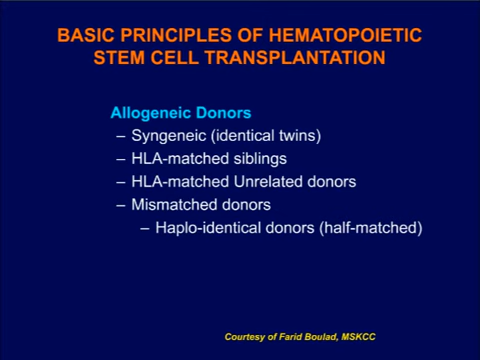 BASIC PRINCIPLES OF HEMATOPOIETIC
STEM CELL TRANSPLANTATION
Allogeneic Donors
– Syngeneic (identical twins)
– HLA-matched siblings
– HLA-matched Unrelated donors
– Mismatched donors
– Haplo-identical donors (half-matched)
Courtesy of Farid Boulad, MSKCC